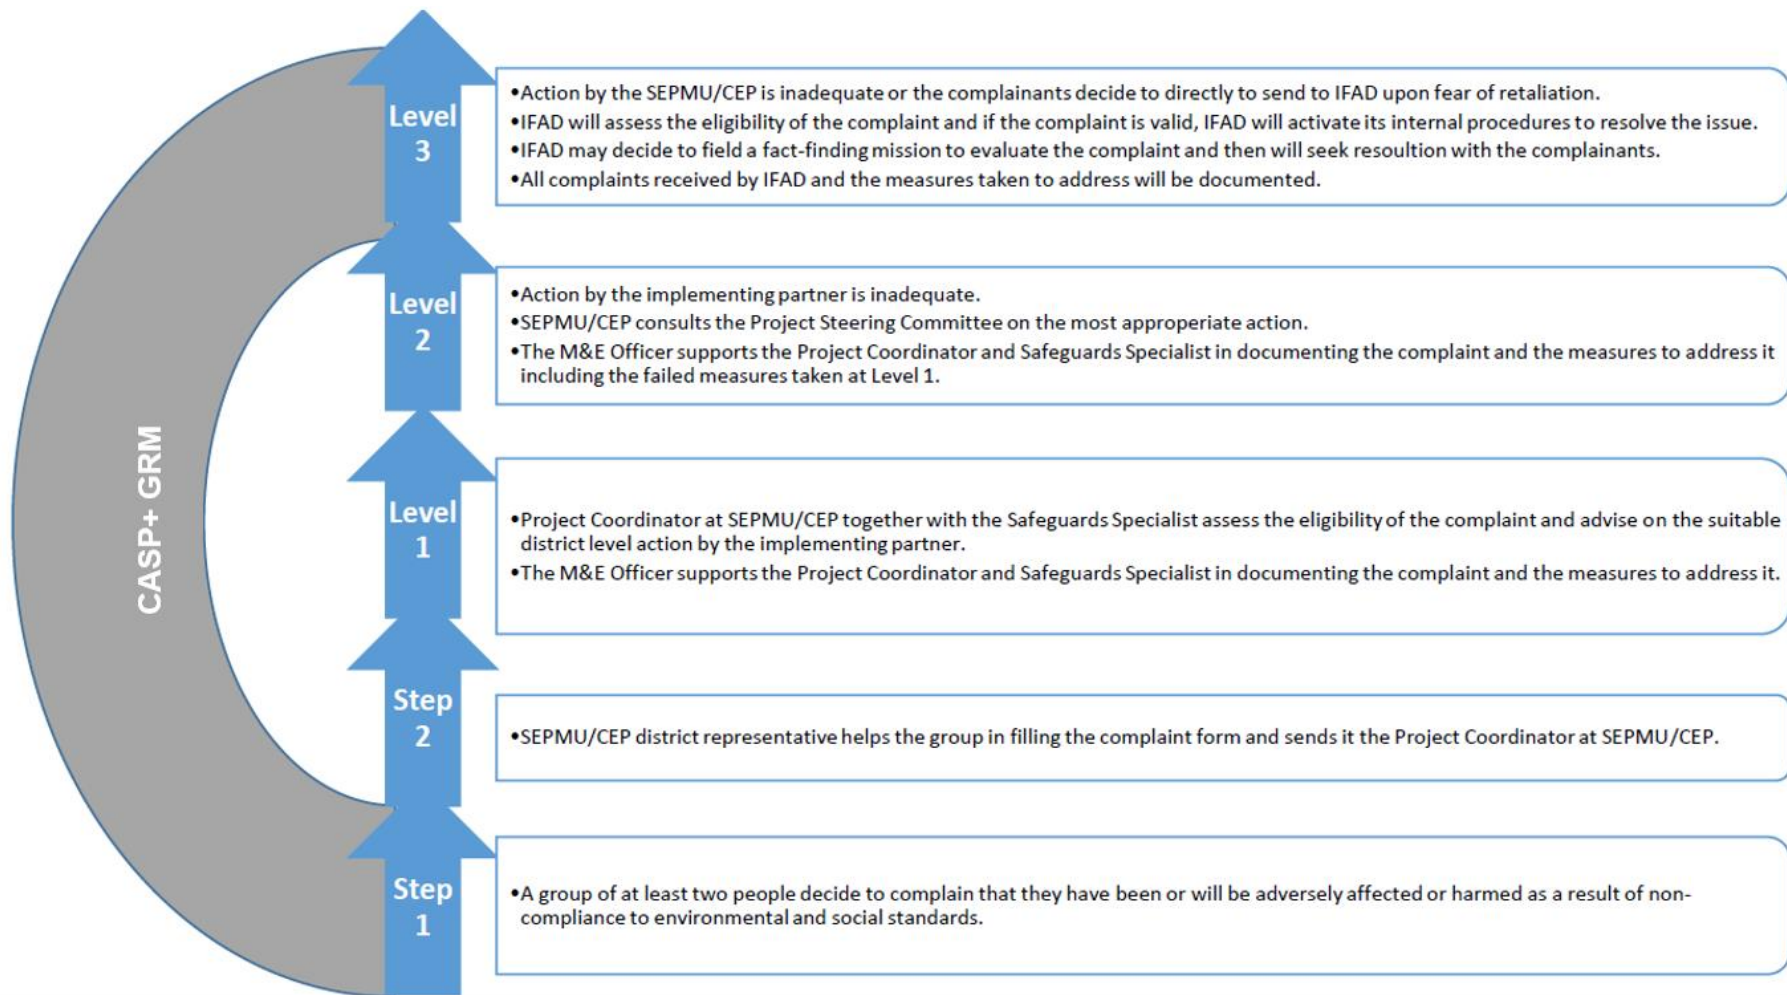 CASP+ GRM
Level
3
•Action by the SEPMU/CEP is inadequate or the complainants decide to directly to send to IFAD upon fear of retaliation.
•IFAD will assess the eligibility of the complaint and if the complaint is valid, IFAD will activate its internal procedures to resolve the issue.
•IFAD may decide to field a fact-finding mission to evaluate the complaint and then will seek resoultion with the complainants.
•All complaints received by IFAD and the measures taken to address will be documented.
Level
2
•Action by the implementing partner is inadequate.
•SEPMU/CEP consults the Project Steering Committee on the most approperiate action.
•The M&E Officer supports the Project Coordinator and Safeguards Specialist in documenting the complaint and the measures to address it
including the failed measures taken at Level 1.
Level
1
•Project Coordinator at SEPMU/CEP together with the Safeguards Specialist assess the eligibility of the complaint and advise on the suitable
district level action by the implementing partner.
•The M&E Officer supports the Project Coordinator and Safeguards Specialist in documenting the complaint and the measures to address it.
Step
2
•SEPMU/CEP district representative helps the group in filling the complaint form and sends it the Project Coordinator at SEPMU/CEP.
Step
1
•A group of at least two people decide to complain that they have been or will be adversely affected or harmed as a result of non-
compliance to environmental and social standards.